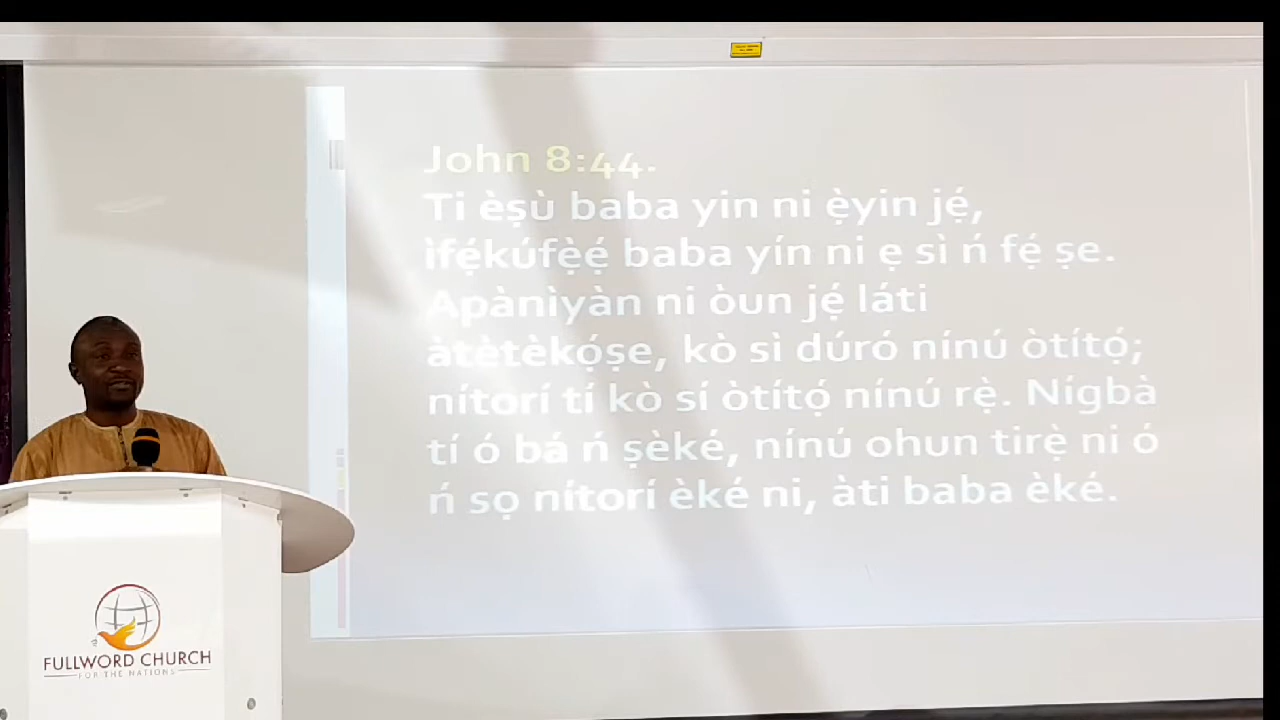 John 8:44.
Ti èṣù baba yin ni ẹ̀yin jẹ́,
ìfẹ́kúfẹ̀ẹ́ baba yín ni ẹ sì ń fẹ́ ṣe.
Apànìyàn ni òun jẹ́ láti
àtètèkọ́ṣe, kò sì dúró nínú òtítọ́;
nítorí tí kò sí òtítọ́ nínú rẹ̀. Nígbà
tí ó bá ń ṣèké, nínú ohun tirẹ̀ ni ó
ń sọ nítorí èké ni, àti baba èké.
FULLWORD CHURCH
FOR THE NATIONS